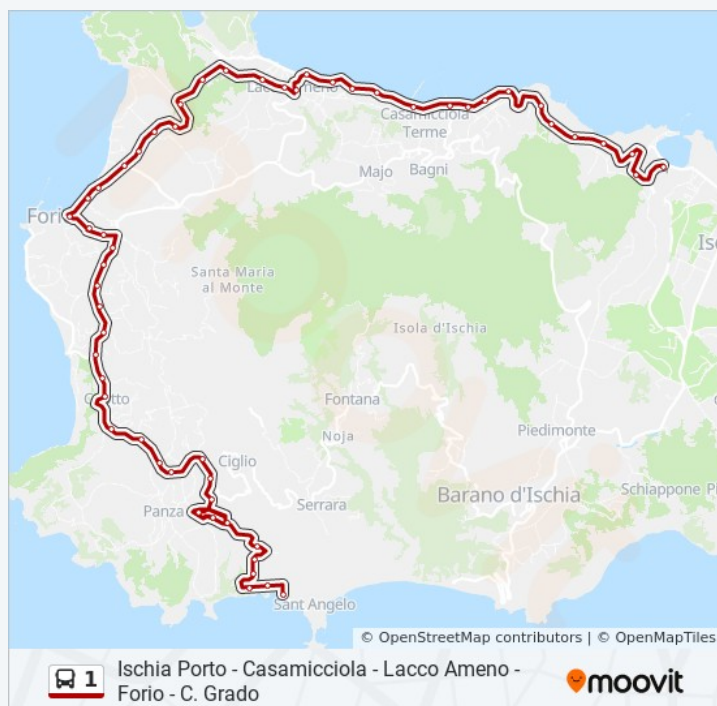 Lacco Ameno
Casamicciola
Terme
Majo
Bagni
Forio
Santa Maria
al Monte
Isola d'Ischia
Fontana
Noja
Ciglio
Serrara
Panza
Piedimonte
Barano d'Ischia
Schiappone
Sant Angelo
© OpenStreetMap contributors | © OpenMapTiles
1
Ischia Porto - Casamicciola - Lacco Ameno -
Forio - C. Grado
moovit